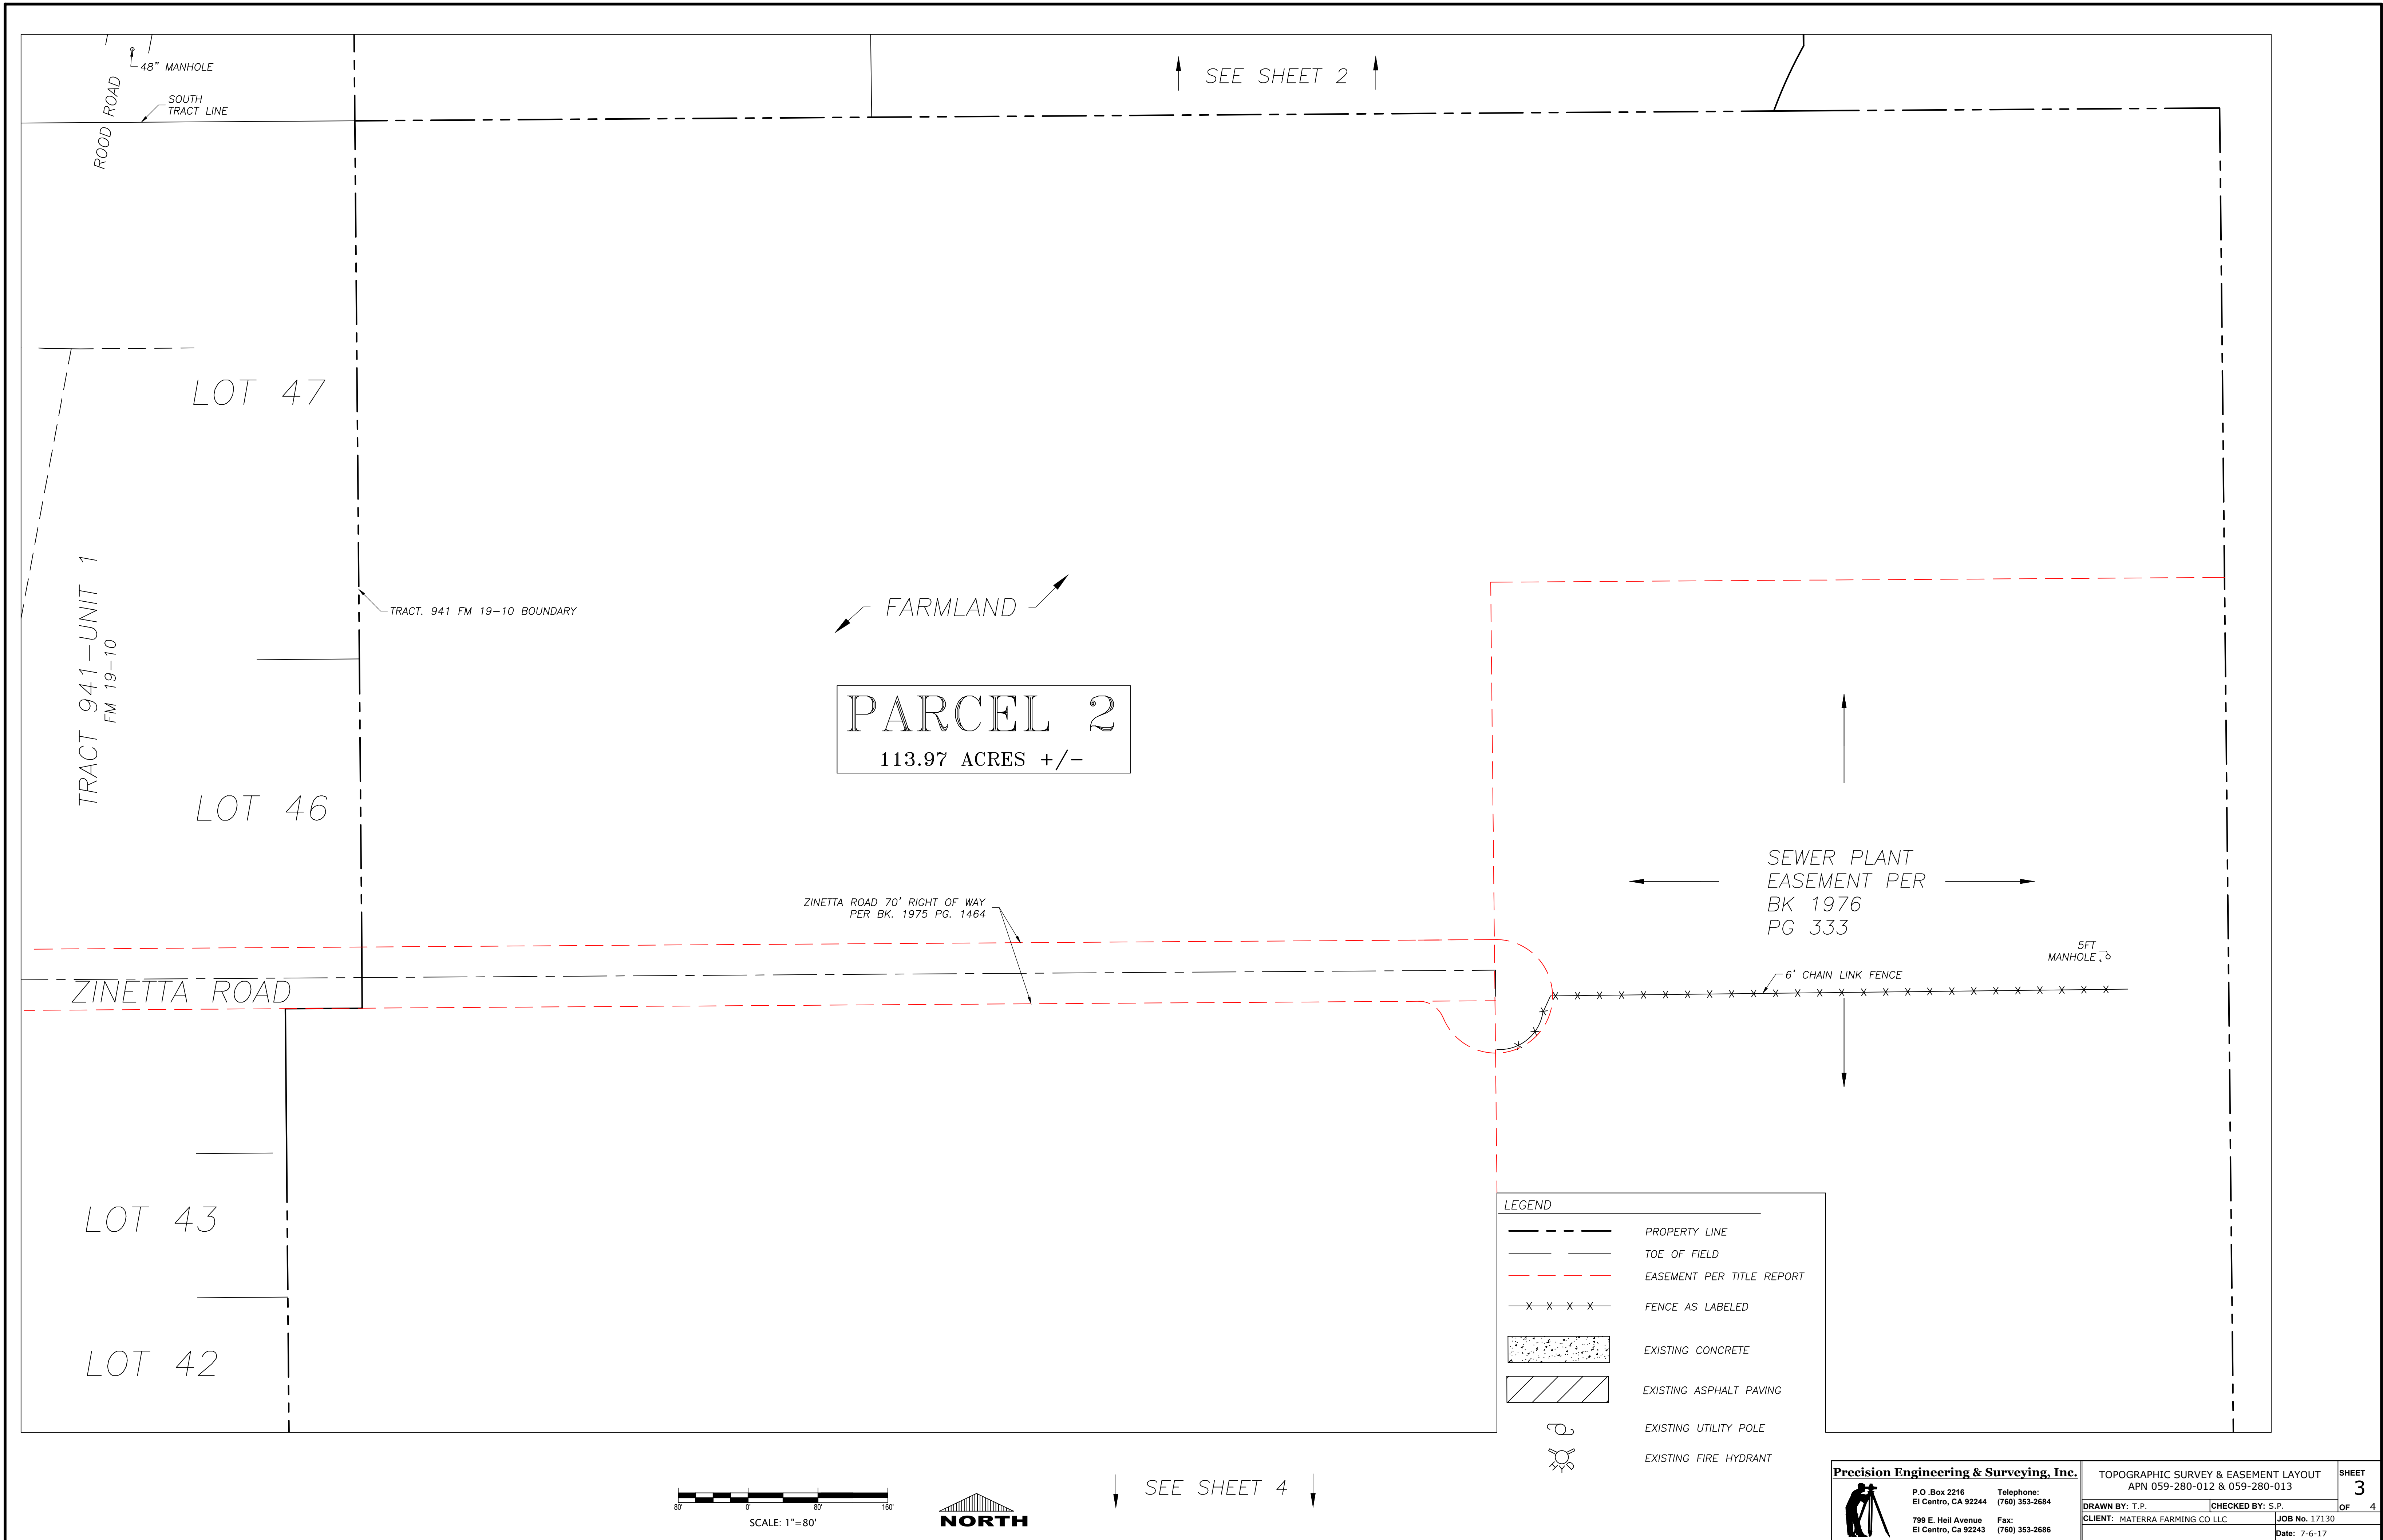 48" MANHOLE
SOUTH
TRACT LINE
ROOD ROAD
SEE SHEET 2
LOT 47
TRACT 941-UNIT 1
FM 19-10
TRACT. 941 FM 19-10 BOUNDARY
FARMLAND
PARCEL 2
113.97 ACRES +/-
LOT 46
ZINETTA ROAD 70' RIGHT OF WAY
PER BK. 1975 PG. 1464
SEWER PLANT
EASEMENT PER
BK 1976
PG 333
5FT
MANHOLE
6' CHAIN LINK FENCE
ZINETTA ROAD
LOT 43
LOT 42
LEGEND
PROPERTY LINE
TOE OF FIELD
EASEMENT PER TITLE REPORT
FENCE AS LABELED
EXISTING CONCRETE
EXISTING ASPHALT PAVING
EXISTING UTILITY POLE
EXISTING FIRE HYDRANT
80' 0' 80' 160'
SCALE: 1"=80'
NORTH
SEE SHEET 4
Precision Engineering & Surveying, Inc.
P.O .Box 2216 Telephone:
El Centro, CA 92244 (760) 353-2684
799 E. Heil Avenue Fax:
El Centro, Ca 92243 (760) 353-2686
TOPOGRAPHIC SURVEY & EASEMENT LAYOUT
APN 059-280-012 & 059-280-013
DRAWN BY: T.P. CHECKED BY: S.P.
CLIENT: MATERRA FARMING CO LLC JOB No. 17130
Date: 7-6-17
SHEET
3
OF 4